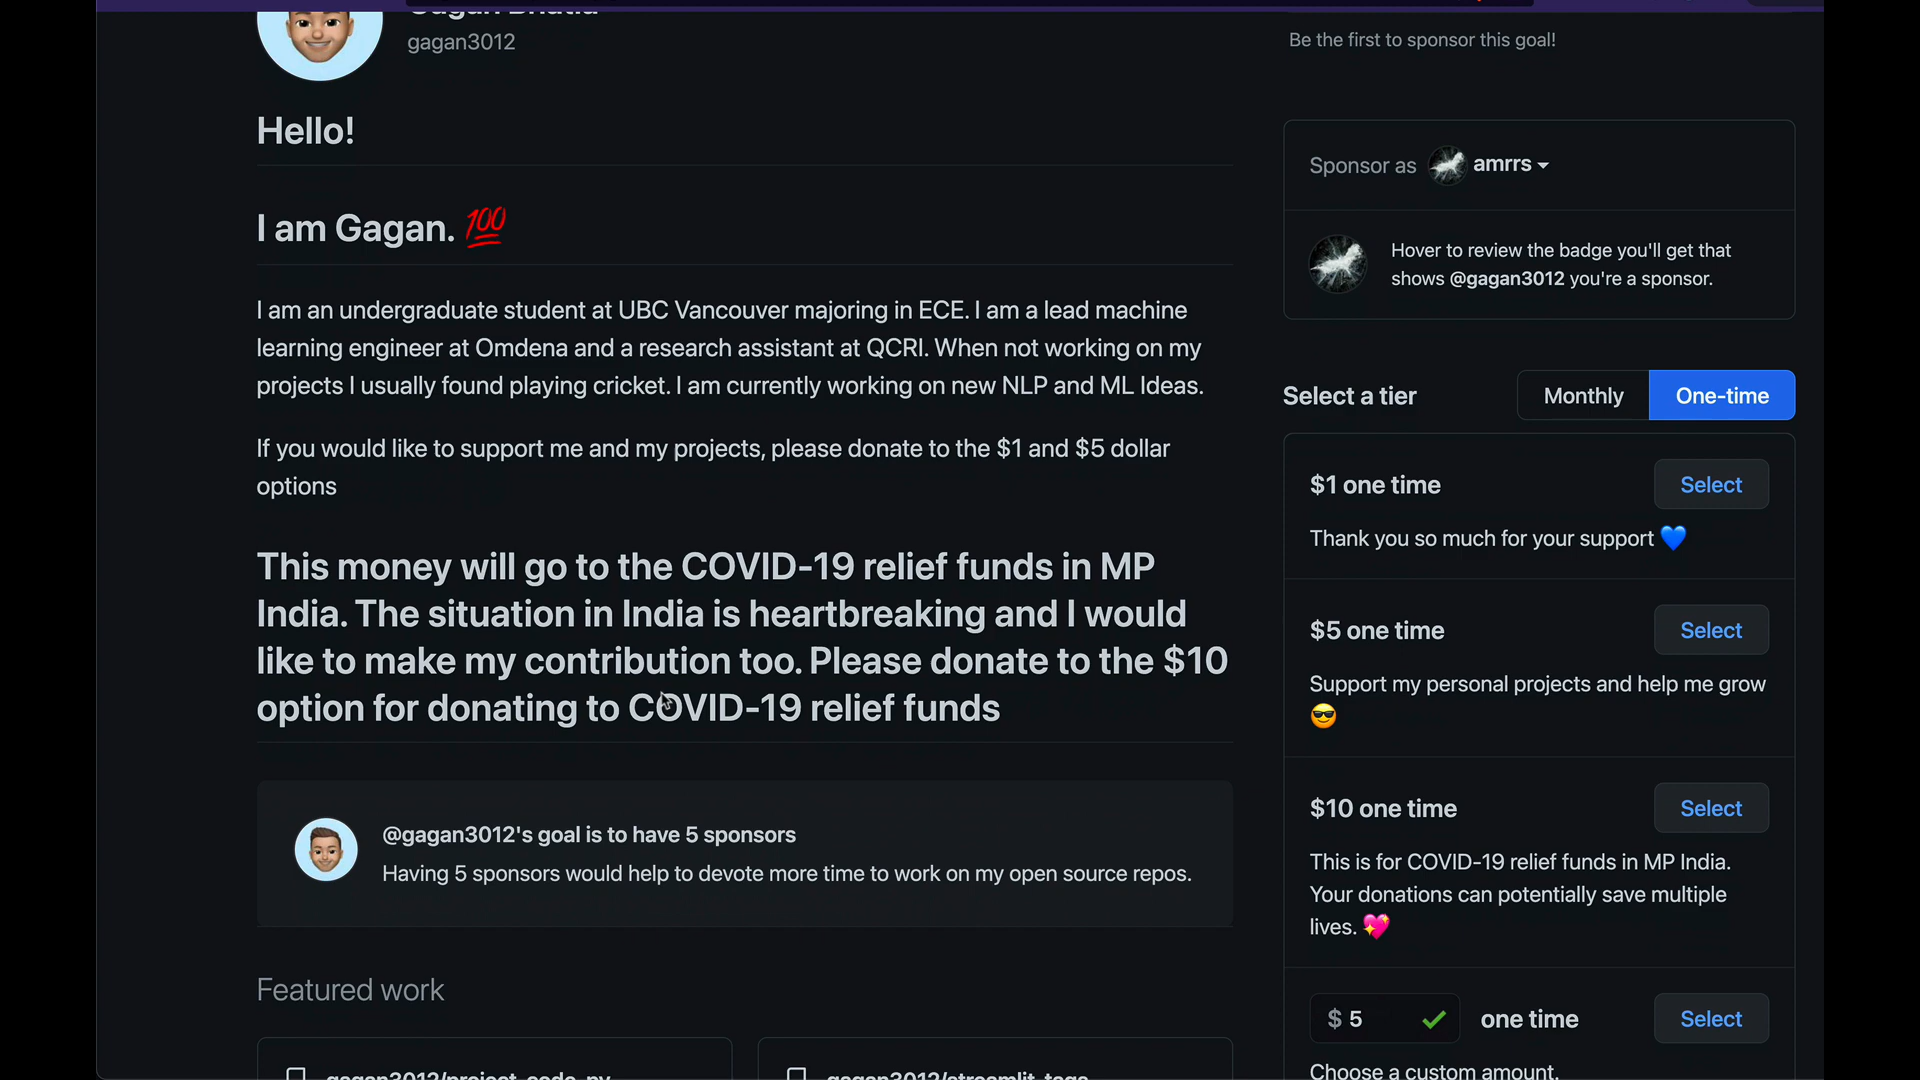 Gagan Bhatia
gagan3012
Hello!
I am Gagan. 💯
I am an undergraduate student at UBC Vancouver majoring in ECE. I am a lead machine
learning engineer at Omdena and a research assistant at QCRI. When not working on my
projects I usually found playing cricket. I am currently working on new NLP and ML Ideas.
If you would like to support me and my projects, please donate to the $1 and $5 dollar
options
This money will go to the COVID-19 relief funds in MP
India. The situation in India is heartbreaking and I would
like to make my contribution too. Please donate to the $10
option for donating to COVID-19 relief funds
@gagan3012's goal is to have 5 sponsors
Having 5 sponsors would help to devote more time to work on my open source repos.
Featured work
gagan3012/project-code-py
gagan3012/streamlit-tags
Be the first to sponsor this goal!
Sponsor as amrrs
Hover to review the badge you'll get that
shows @gagan3012 you're a sponsor.
Select a tier Monthly One-time
$1 one time Select
Thank you so much for your support 💙
$5 one time Select
Support my personal projects and help me grow
😎
$10 one time Select
This is for COVID-19 relief funds in MP India.
Your donations can potentially save multiple
lives. 💖
$ 5 one time Select
Choose a custom amount.